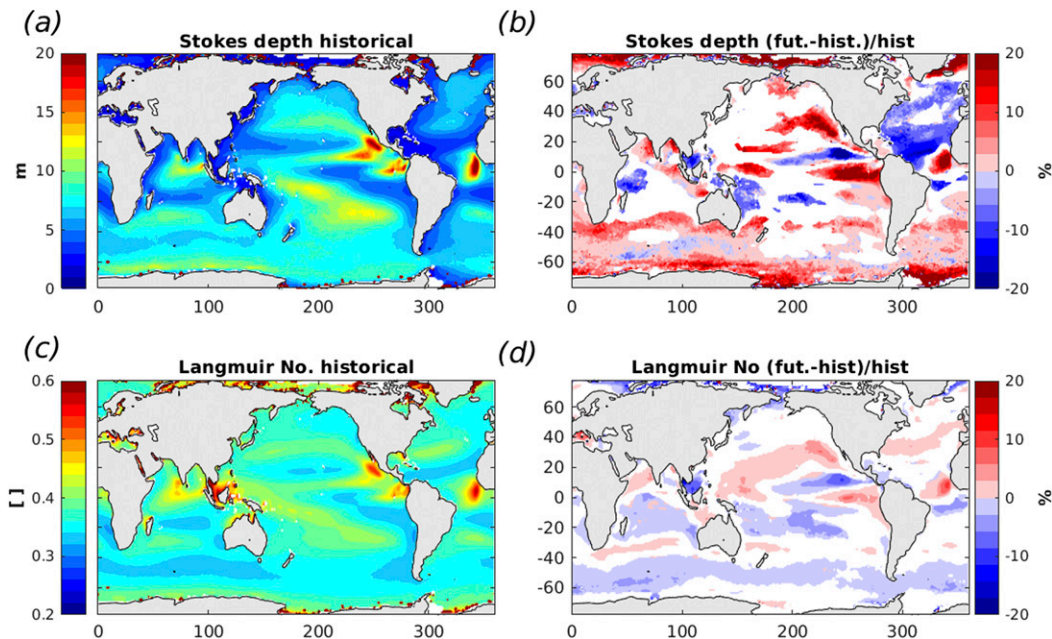 (a)
Stokes depth historical
20
15
10
5
0
m
0 100 200 300
(b)
Stokes depth (fut.-hist.)/hist
60
40
20
0
-20
-40
-60
0 100 200 300
20
10
0
-10
-20
%
(c)
Langmuir No. historical
0.6
0.5
0.4
0.3
0.2
[ ]
0 100 200 300
(d)
Langmuir No (fut.-hist)/hist
60
40
20
0
-20
-40
-60
0 100 200 300
20
10
0
-10
-20
%